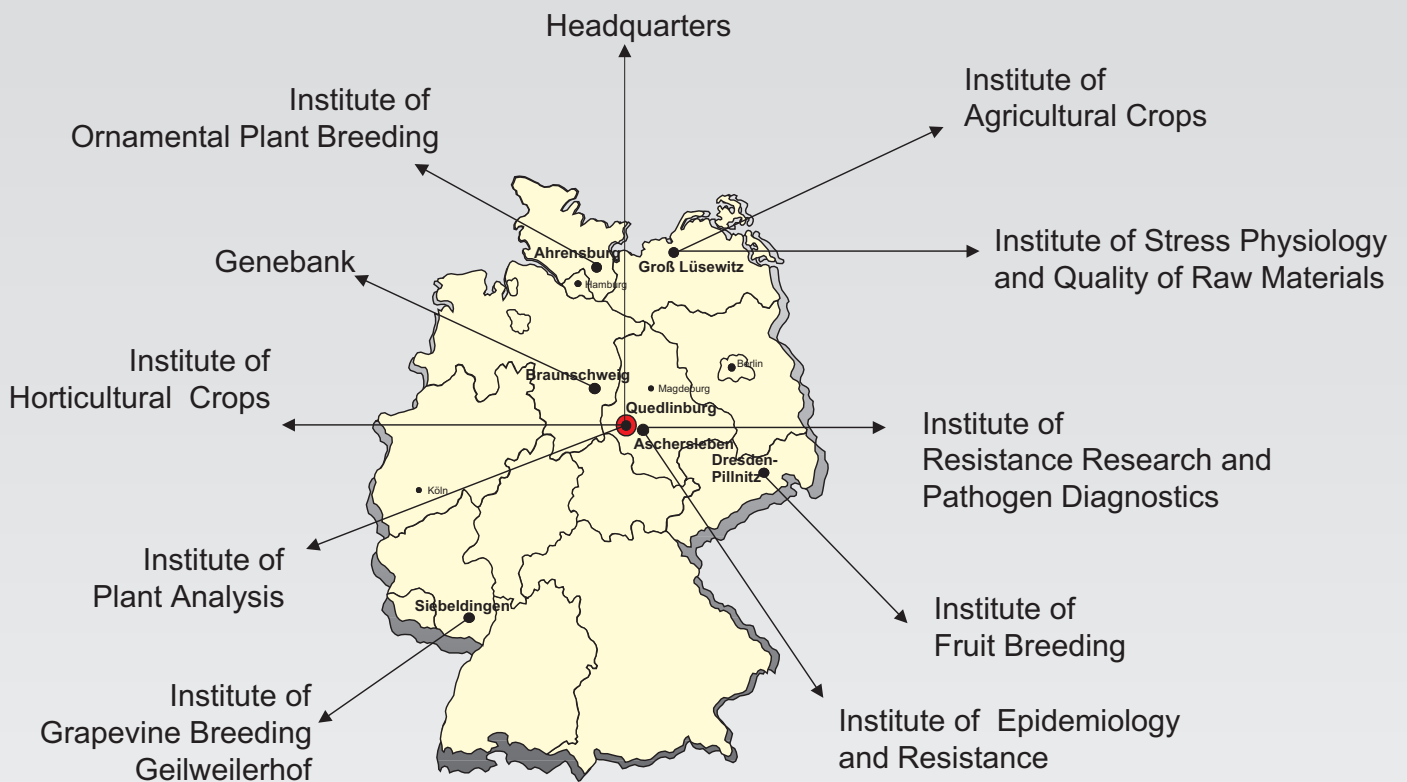 Headquarters
Institute of
Ornamental Plant Breeding
Institute of
Agricultural Crops
Genebank
Institute of Stress Physiology
and Quality of Raw Materials
Ahrensburg
Hamburg
Groß Lüsewitz
Institute of
Horticultural Crops
Braunschweig
Magdeburg
Berlin
Quedlinburg
Aschersleben
Dresden-
Pillnitz
Institute of
Resistance Research and
Pathogen Diagnostics
Köln
Institute of
Plant Analysis
Siebeldingen
Institute of
Fruit Breeding
Institute of
Grapevine Breeding
Geilweilerhof
Institute of Epidemiology
and Resistance